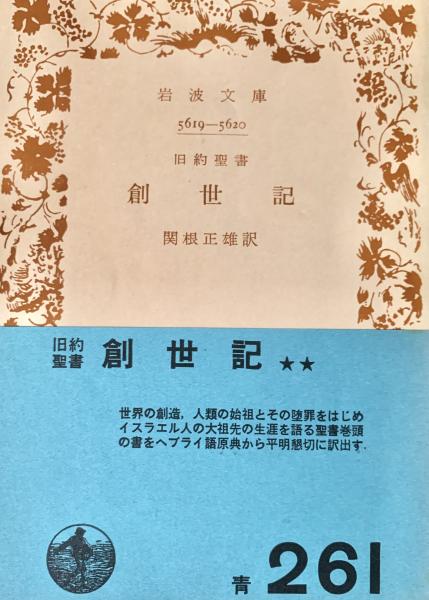 岩波文庫
5619—5620
旧約聖書
創世記
関根正雄訳
旧約聖書 創世記 ★★
世界の創造，人類の始祖とその堕罪をはじめ
イスラエル人の大祖先の生涯を語る聖書巻頭
の書をヘブライ語原典から平明懇切に訳出す．
青 261